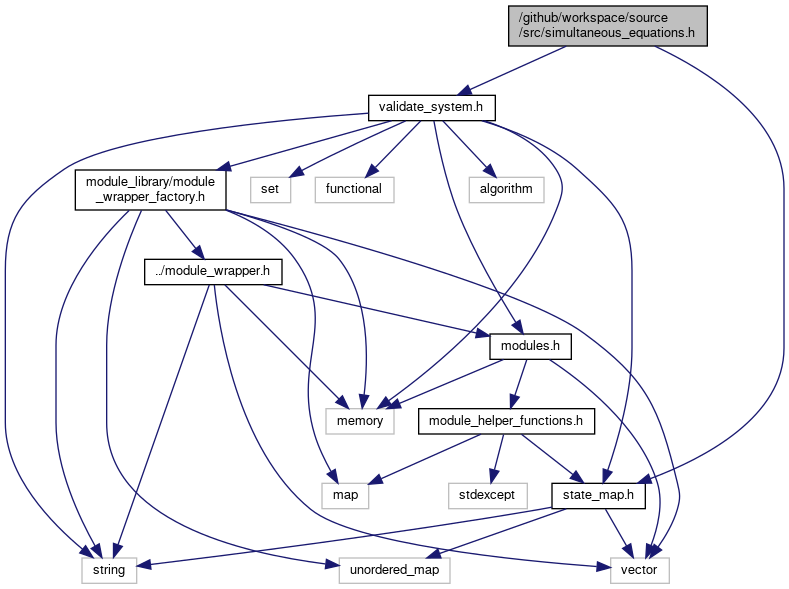 /github/workspace/source
/src/simultaneous_equations.h
validate_system.h
module_library/module
_wrapper_factory.h
set
functional
algorithm
../module_wrapper.h
modules.h
memory
module_helper_functions.h
map
stdexcept
state_map.h
string
unordered_map
vector